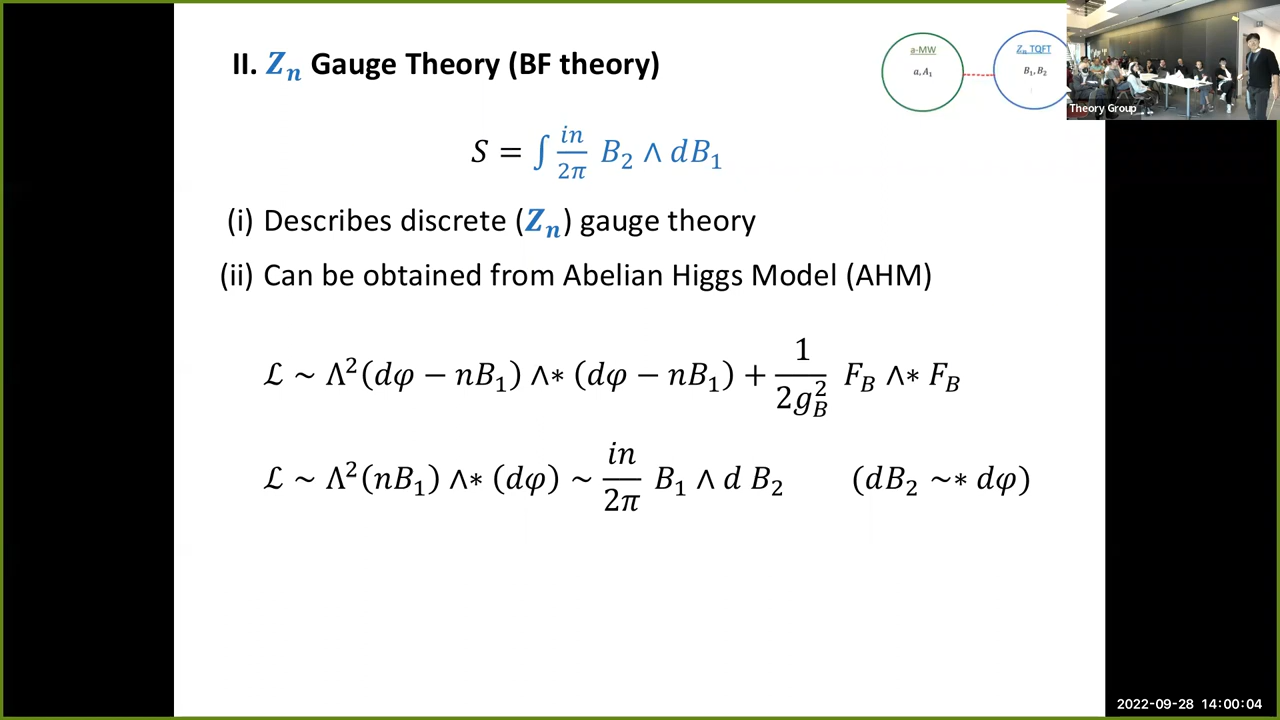 II. Zₙ Gauge Theory (BF theory)
a-MW
a, A₁
Zₙ TQFT
B₁, B₂
Theory Group
S = ∫ in/2π B₂ ∧ dB₁
(i) Describes discrete (Zₙ) gauge theory
(ii) Can be obtained from Abelian Higgs Model (AHM)
ℒ ~ Λ²(dφ − nB₁) ∧∗ (dφ − nB₁) + 1/2g_B² F_B ∧∗ F_B
ℒ ~ Λ²(nB₁) ∧∗ (dφ) ~ in/2π B₁ ∧ d B₂ (dB₂ ~∗ dφ)
2022-09-28 14:00:04